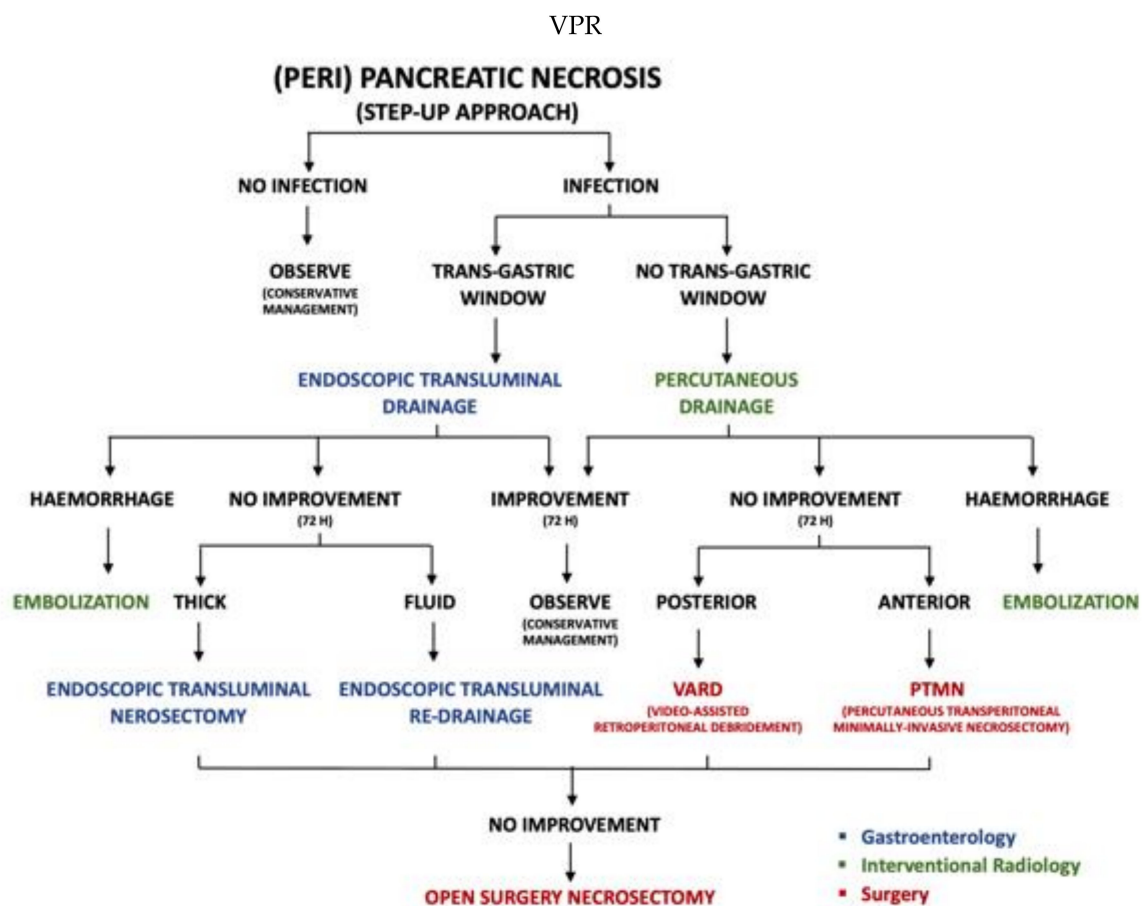 VPR
(PERI) PANCREATIC NECROSIS
(STEP-UP APPROACH)
NO INFECTION
INFECTION
OBSERVE
(CONSERVATIVE
MANAGEMENT)
TRANS-GASTRIC
WINDOW
NO TRANS-GASTRIC
WINDOW
ENDOSCOPIC TRANSLUMINAL
DRAINAGE
PERCUTANEOUS
DRAINAGE
HAEMORRHAGE
NO IMPROVEMENT
(72 H)
IMPROVEMENT
(72 H)
NO IMPROVEMENT
(72 H)
HAEMORRHAGE
EMBOLIZATION
THICK
FLUID
OBSERVE
(CONSERVATIVE
MANAGEMENT)
POSTERIOR
ANTERIOR
EMBOLIZATION
ENDOSCOPIC TRANSLUMINAL
NEROSECTOMY
ENDOSCOPIC TRANSLUMINAL
RE-DRAINAGE
VARD
(VIDEO-ASSISTED
RETROPERITONEAL DEBRIDEMENT)
PTMN
(PERCUTANEOUS TRANSPERITONEAL
MINIMALLY-INVASIVE NECROSECTOMY)
NO IMPROVEMENT
OPEN SURGERY NECROSECTOMY
▪ Gastroenterology
▪ Interventional Radiology
▪ Surgery